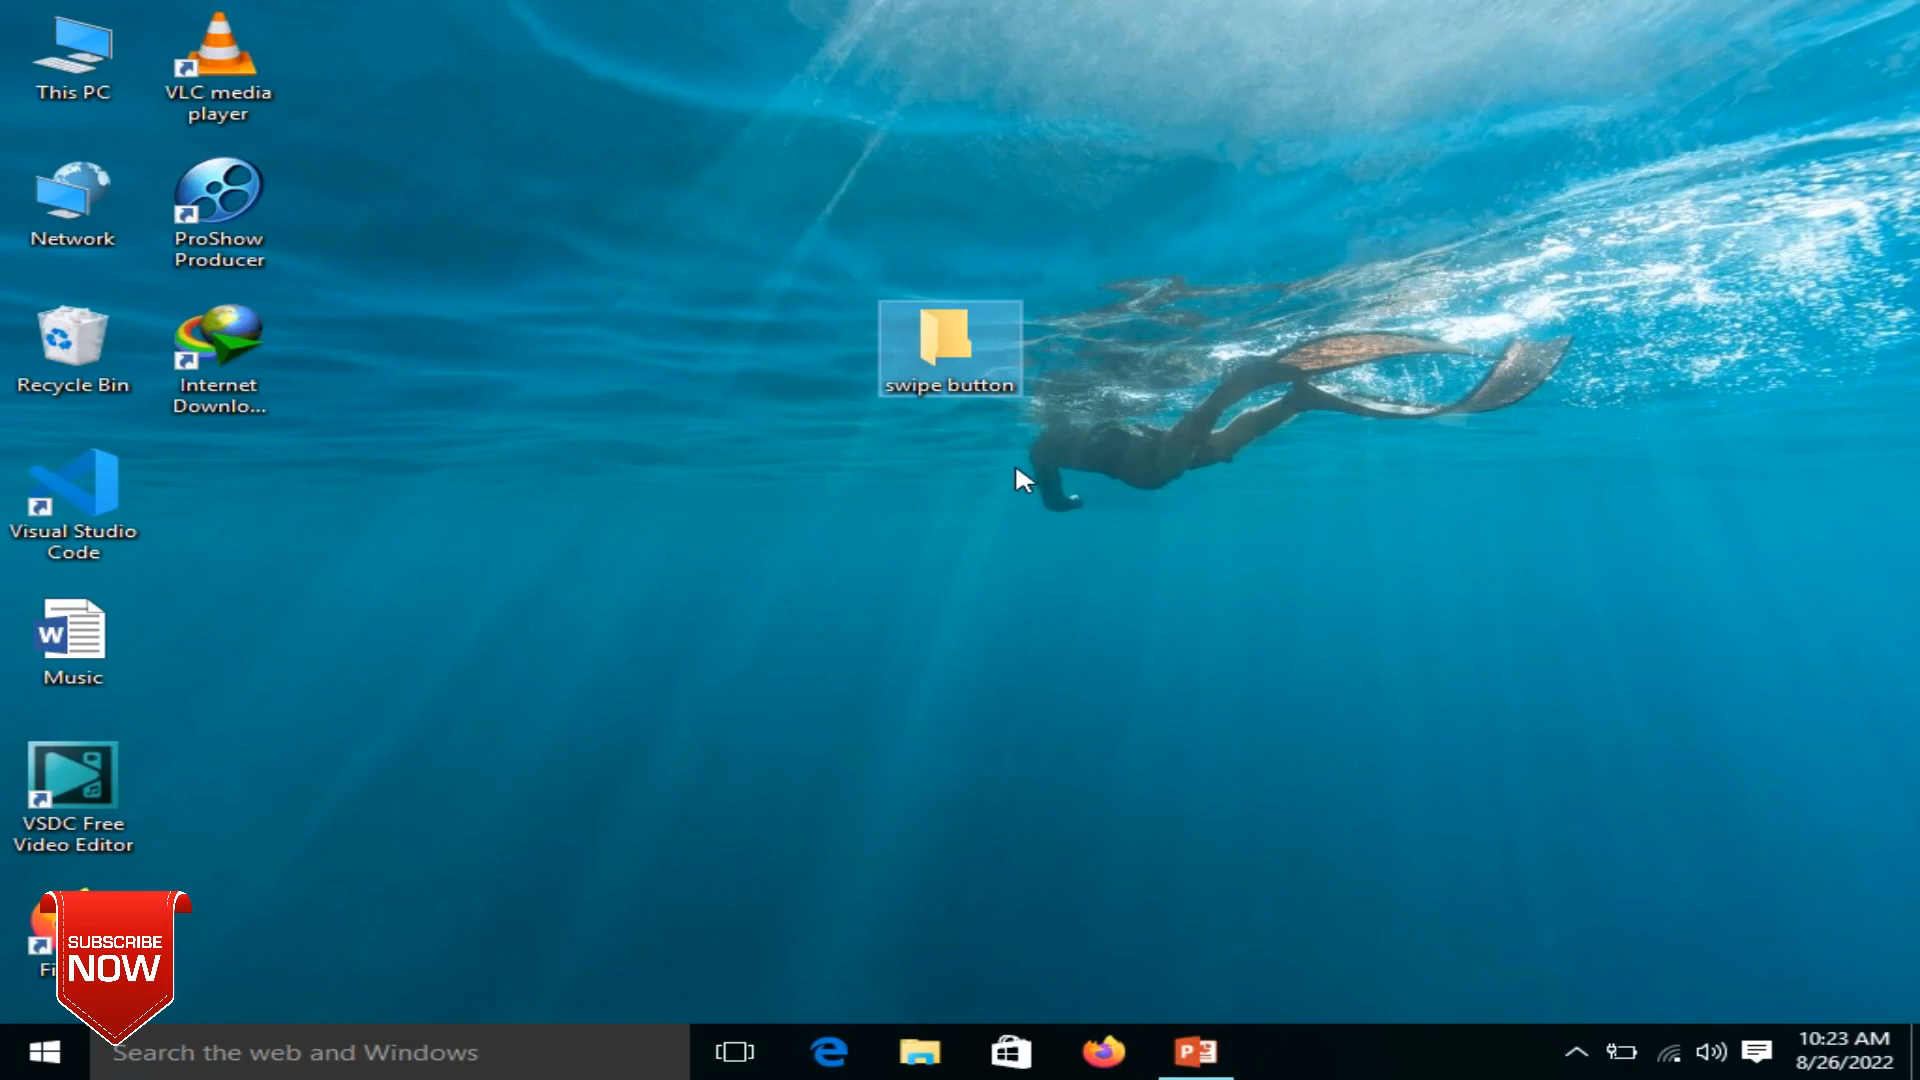 This PC
VLC media
player
Network
ProShow
Producer
Recycle Bin
Internet
Downlo...
swipe button
Visual Studio
Code
W
Music
VSDC Free
Video Editor
Fi
SUBSCRIBE
NOW
Search the web and Windows
P
10:23 AM
8/26/2022